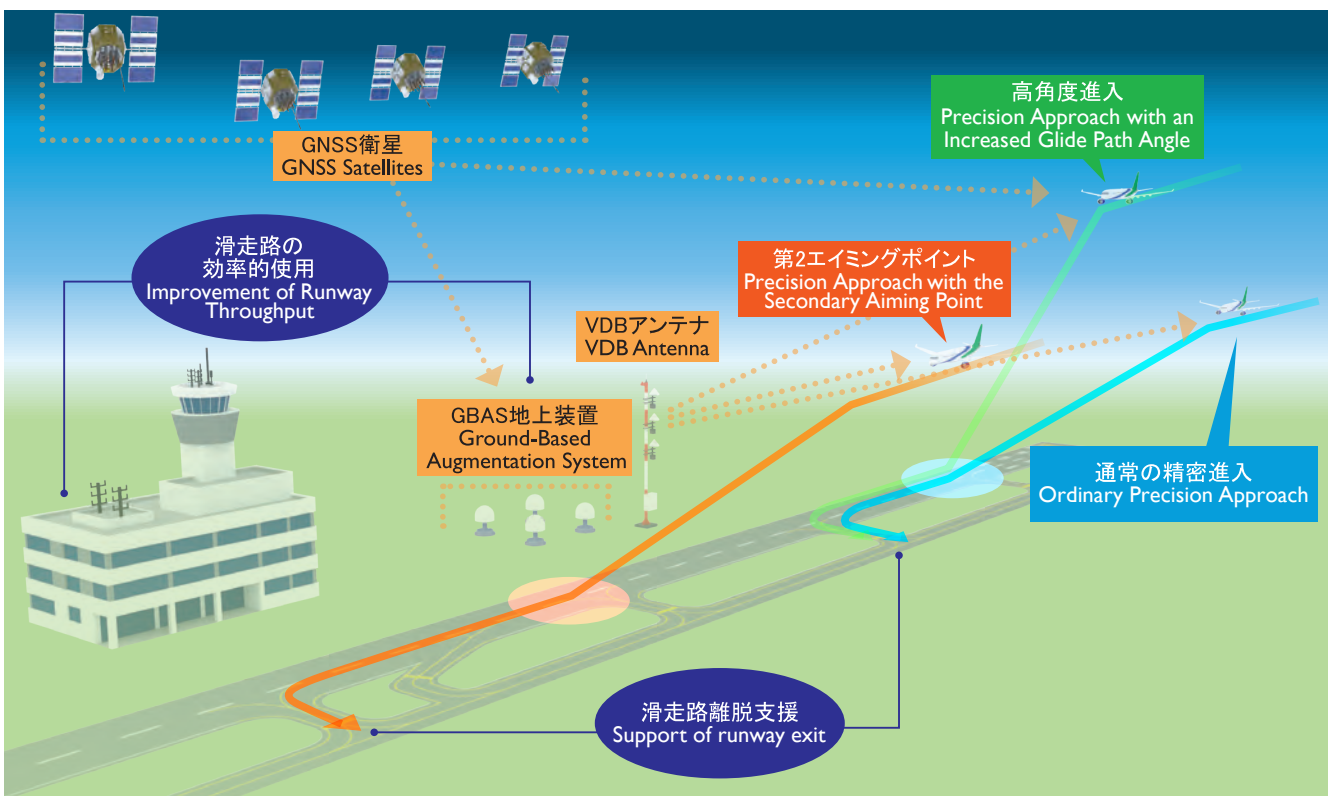 GNSS衛星
GNSS Satellites
高角度進入
Precision Approach with an
Increased Glide Path Angle
滑走路の
効率的使用
Improvement of Runway
Throughput
第2エイミングポイント
Precision Approach with the
Secondary Aiming Point
VDBアンテナ
VDB Antenna
GBAS地上装置
Ground-Based
Augmentation System
通常の精密進入
Ordinary Precision Approach
滑走路離脱支援
Support of runway exit